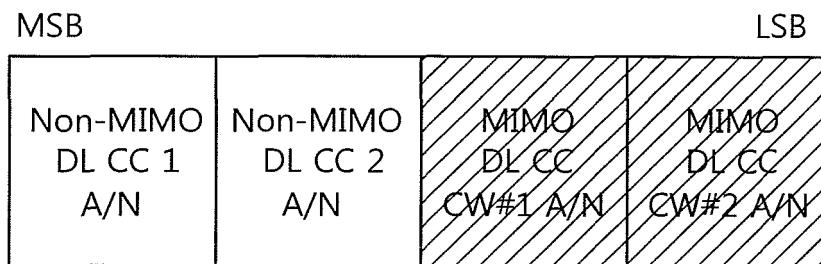 MSB LSB
Non-MIMO DL CC 1 A/N
Non-MIMO DL CC 2 A/N
MIMO DL CC CW#1 A/N
MIMO DL CC CW#2 A/N